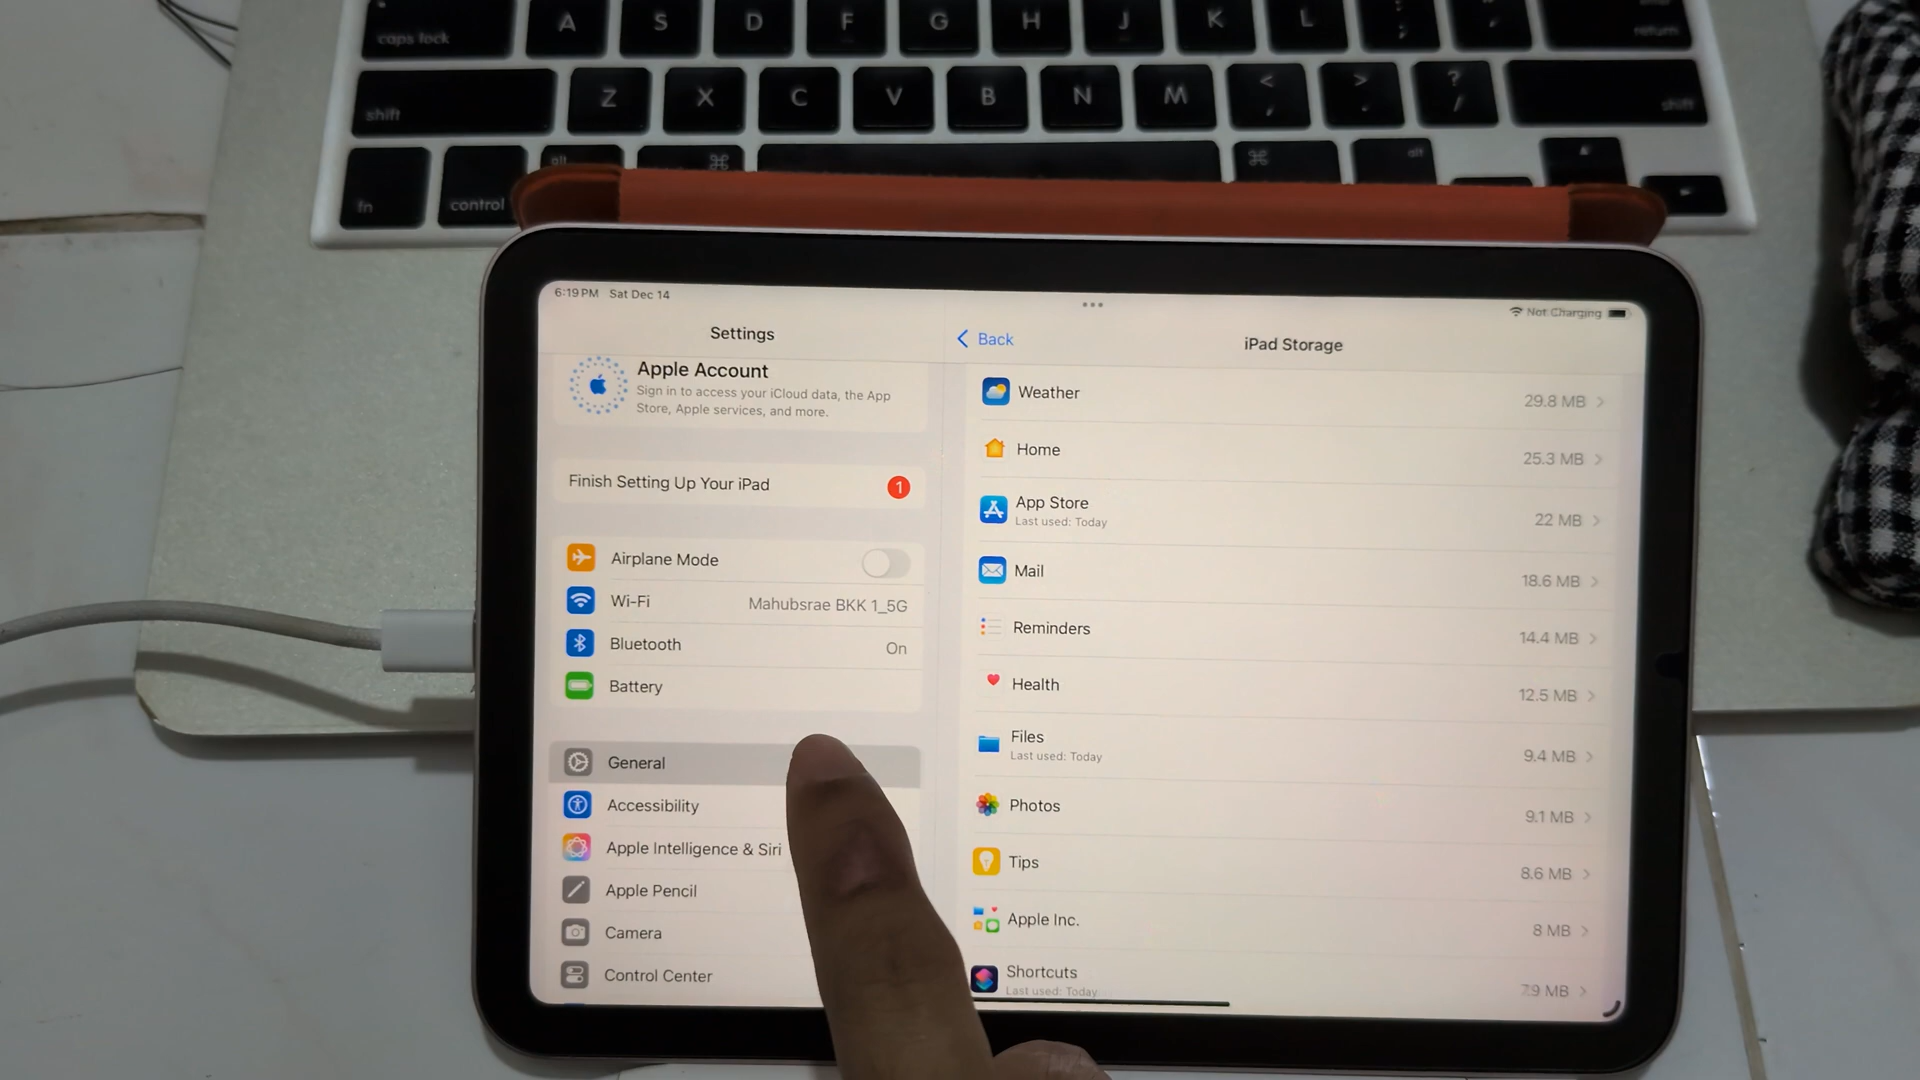 caps lock
A
S
D
F
G
H
J
K
L
:
;
return
shift
Z
X
C
V
B
N
M
<
,
>
.
?
/
shift
fn
control
alt
⌘
⌘
alt
6:19 PM Sat Dec 14
Not Charging
Settings
Apple Account
Sign in to access your iCloud data, the App
Store, Apple services, and more.
Finish Setting Up Your iPad
1
Airplane Mode
Wi-Fi
Mahubsrae BKK 1_5G
Bluetooth
On
Battery
General
Accessibility
Apple Intelligence & Siri
Apple Pencil
Camera
Control Center
Back
iPad Storage
Weather
29.8 MB
Home
25.3 MB
App Store
Last used: Today
22 MB
Mail
18.6 MB
Reminders
14.4 MB
Health
12.5 MB
Files
Last used: Today
9.4 MB
Photos
9.1 MB
Tips
8.6 MB
Apple Inc.
8 MB
Shortcuts
Last used: Today
7.9 MB